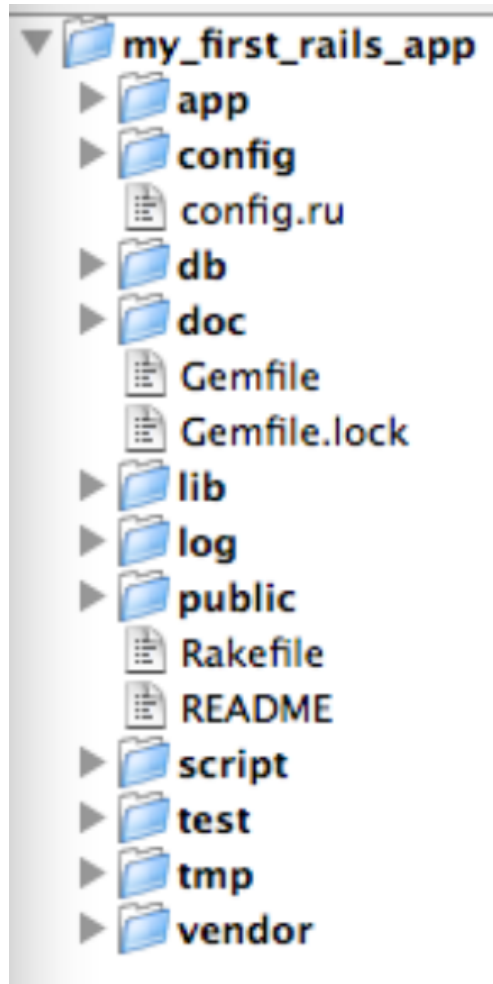 my_first_rails_app
app
config
config.ru
db
doc
Gemfile
Gemfile.lock
lib
log
public
Rakefile
README
script
test
tmp
vendor